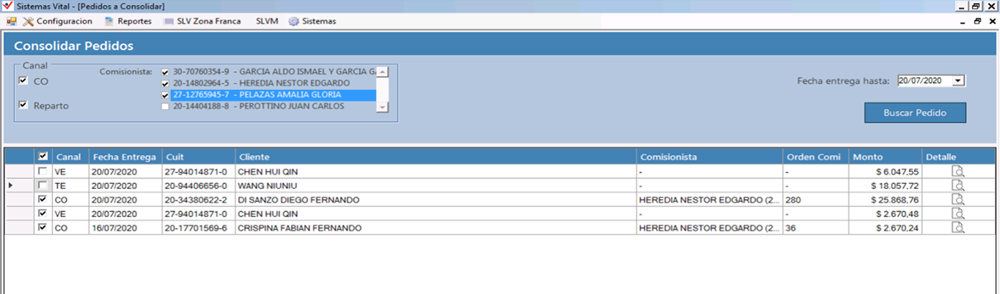 Sistemas Vital - [Pedidos a Consolidar]
Configuracion Reportes SLV Zona Franca SLVM Sistemas
Consolidar Pedidos
Canal
CO
Reparto
Comisionista:
30-70760354-9 - GARCIA ALDO ISMAEL Y GARCIA G
20-14802964-5 - HEREDIA NESTOR EDGARDO
27-12765945-7 - PELAZAS AMALIA GLORIA
20-14404188-8 - PEROTTINO JUAN CARLOS
Fecha entrega hasta: 20/07/2020
Buscar Pedido
Canal Fecha Entrega Cuit Cliente Comisionista Orden Comi Monto Detalle
VE 20/07/2020 27-94014871-0 CHEN HUI QIN - - $ 6.047,55
TE 20/07/2020 20-94406656-0 WANG NIUNIU - - $ 18.057,72
CO 20/07/2020 20-34380622-2 DI SANZO DIEGO FERNANDO HEREDIA NESTOR EDGARDO (2... 280 $ 25.868,76
VE 20/07/2020 27-94014871-0 CHEN HUI QIN - - $ 2.670,48
CO 16/07/2020 20-17701569-6 CRISPINA FABIAN FERNANDO HEREDIA NESTOR EDGARDO (2... 36 $ 2.670,24